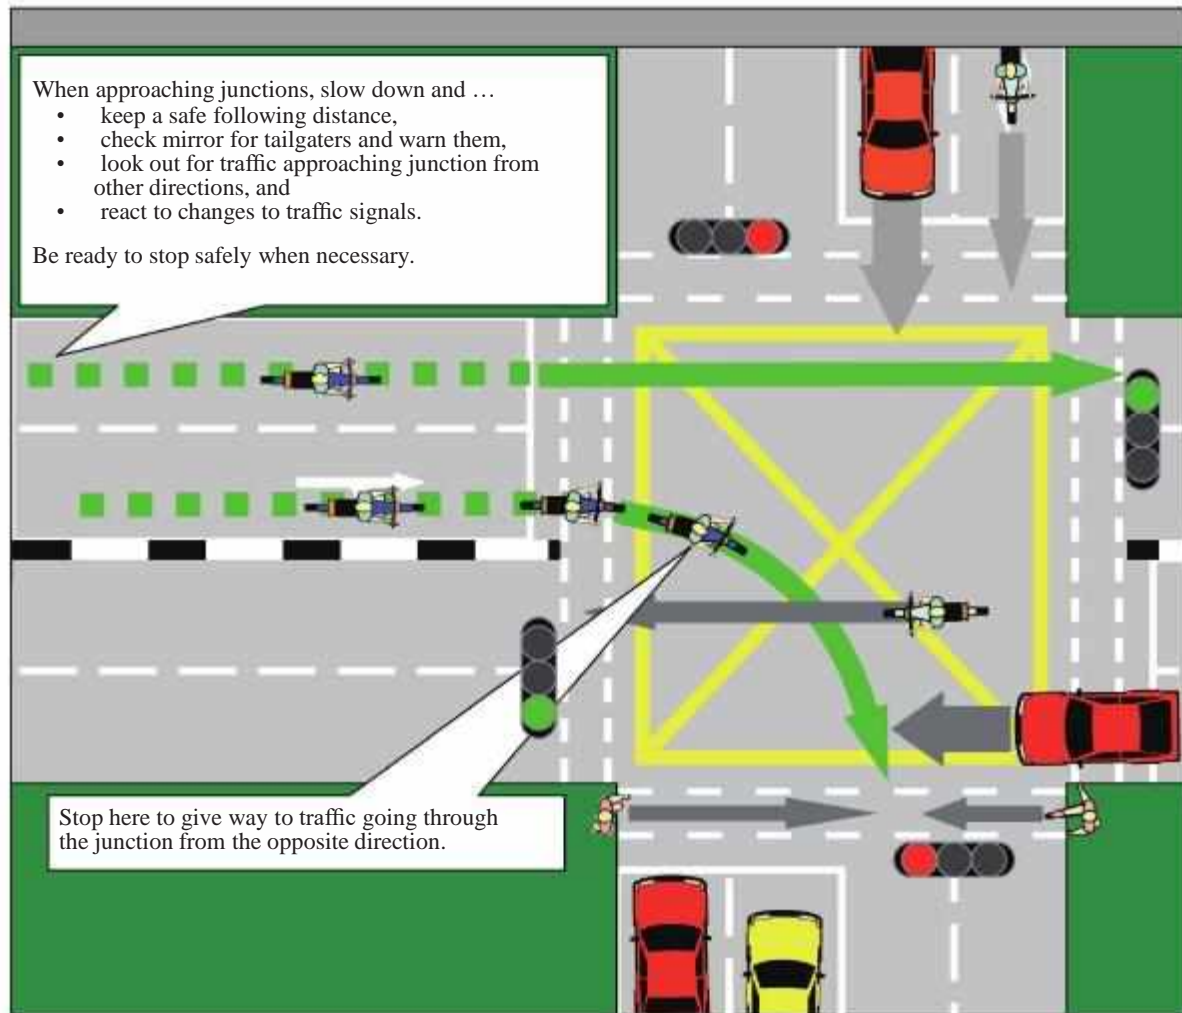 When approaching junctions, slow down and …
• keep a safe following distance,
• check mirror for tailgaters and warn them,
• look out for traffic approaching junction from
other directions, and
• react to changes to traffic signals.
Be ready to stop safely when necessary.
Stop here to give way to traffic going through
the junction from the opposite direction.